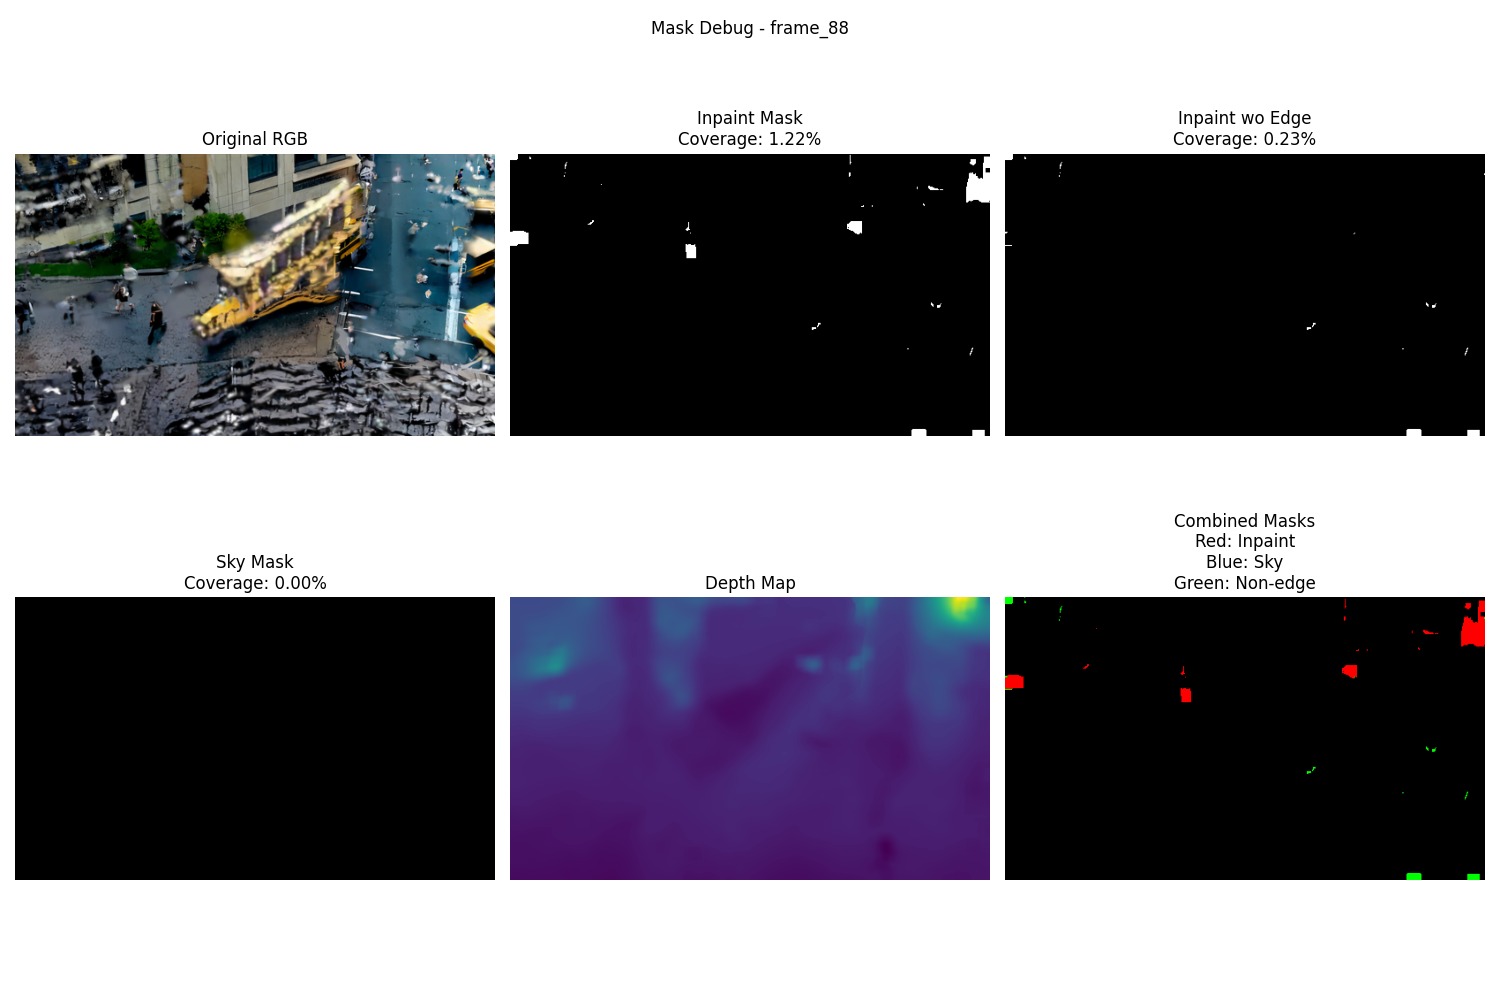 Mask Debug - frame_88
Original RGB
Inpaint Mask
Coverage: 1.22%
Inpaint wo Edge
Coverage: 0.23%
Sky Mask
Coverage: 0.00%
Depth Map
Combined Masks
Red: Inpaint
Blue: Sky
Green: Non-edge